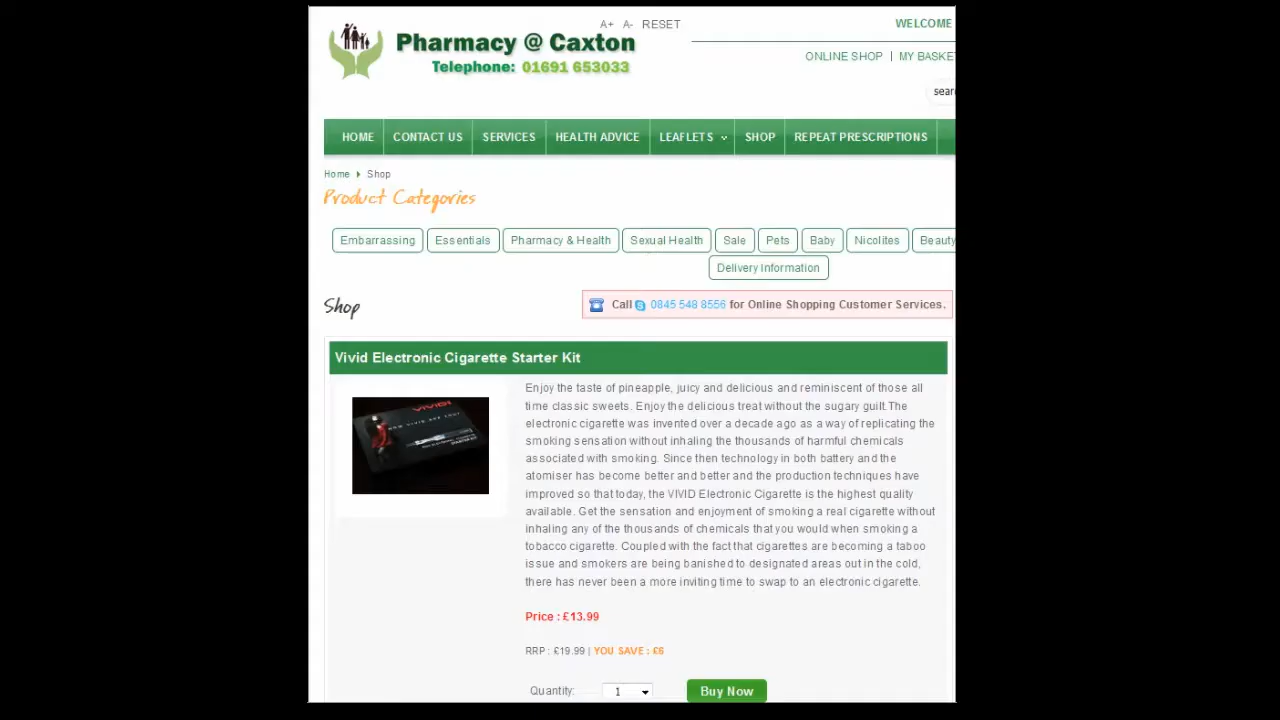 A+ A- RESET
WELCOME
Pharmacy @ Caxton
Telephone: 01691 653033
ONLINE SHOP | MY BASKE
sear
HOME CONTACT US SERVICES HEALTH ADVICE LEAFLETS SHOP REPEAT PRESCRIPTIONS
Home Shop
Product Categories
Embarrassing Essentials Pharmacy & Health Sexual Health Sale Pets Baby Nicolites Beauty
Delivery Information
Shop
Call 0845 548 8556 for Online Shopping Customer Services.
Vivid Electronic Cigarette Starter Kit
VIVID
Enjoy the taste of pineapple, juicy and delicious and reminiscent of those all
time classic sweets. Enjoy the delicious treat without the sugary guilt.The
electronic cigarette was invented over a decade ago as a way of replicating the
smoking sensation without inhaling the thousands of harmful chemicals
associated with smoking. Since then technology in both battery and the
atomiser has become better and better and the production techniques have
improved so that today, the VIVID Electronic Cigarette is the highest quality
available. Get the sensation and enjoyment of smoking a real cigarette without
inhaling any of the thousands of chemicals that you would when smoking a
tobacco cigarette. Coupled with the fact that cigarettes are becoming a taboo
issue and smokers are being banished to designated areas out in the cold,
there has never been a more inviting time to swap to an electronic cigarette.
Price : £13.99
RRP : £19.99 | YOU SAVE : £6
Quantity: 1 Buy Now